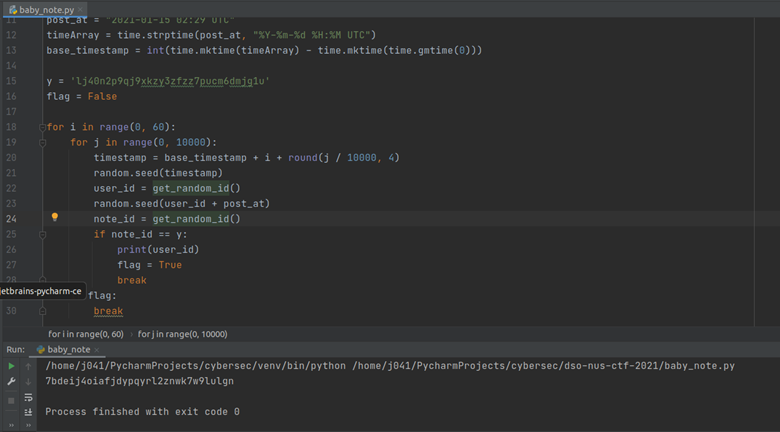 baby_note.py
11 post_at = "2021-01-15 02:29 UTC"
12 timeArray = time.strptime(post_at, "%Y-%m-%d %H:%M UTC")
13 base_timestamp = int(time.mktime(timeArray) - time.mktime(time.gmtime(0)))
14
15 y = 'lj40n2p9qj9xkzy3zfzz7pucm6dmjg1u'
16 flag = False
17
18 for i in range(0, 60):
19 for j in range(0, 10000):
20 timestamp = base_timestamp + i + round(j / 10000, 4)
21 random.seed(timestamp)
22 user_id = get_random_id()
23 random.seed(user_id + post_at)
24 note_id = get_random_id()
25 if note_id == y:
26 print(user_id)
27 flag = True
28 break
jetbrains-pycharm-ce flag:
30 break
for i in range(0, 60) › for j in range(0, 10000)
Run: baby_note
/home/j041/PycharmProjects/cybersec/venv/bin/python /home/j041/PycharmProjects/cybersec/dso-nus-ctf-2021/baby_note.py
7bdeij4oiafjdypqyrl2znwk7w9lulgn
Process finished with exit code 0